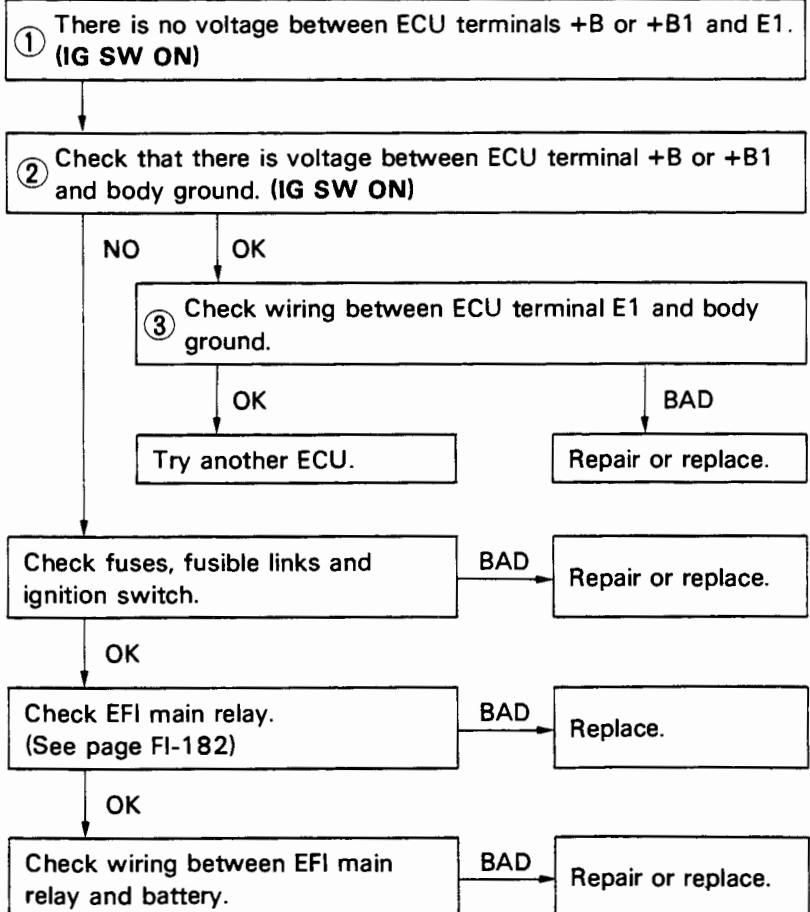 ① There is no voltage between ECU terminals +B or +B1 and E1.
(IG SW ON)
② Check that there is voltage between ECU terminal +B or +B1
and body ground. (IG SW ON)
NO
OK
③ Check wiring between ECU terminal E1 and body
ground.
OK
BAD
Try another ECU.
Repair or replace.
Check fuses, fusible links and
ignition switch.
BAD
Repair or replace.
OK
Check EFI main relay.
(See page FI-182)
BAD
Replace.
OK
Check wiring between EFI main
relay and battery.
BAD
Repair or replace.